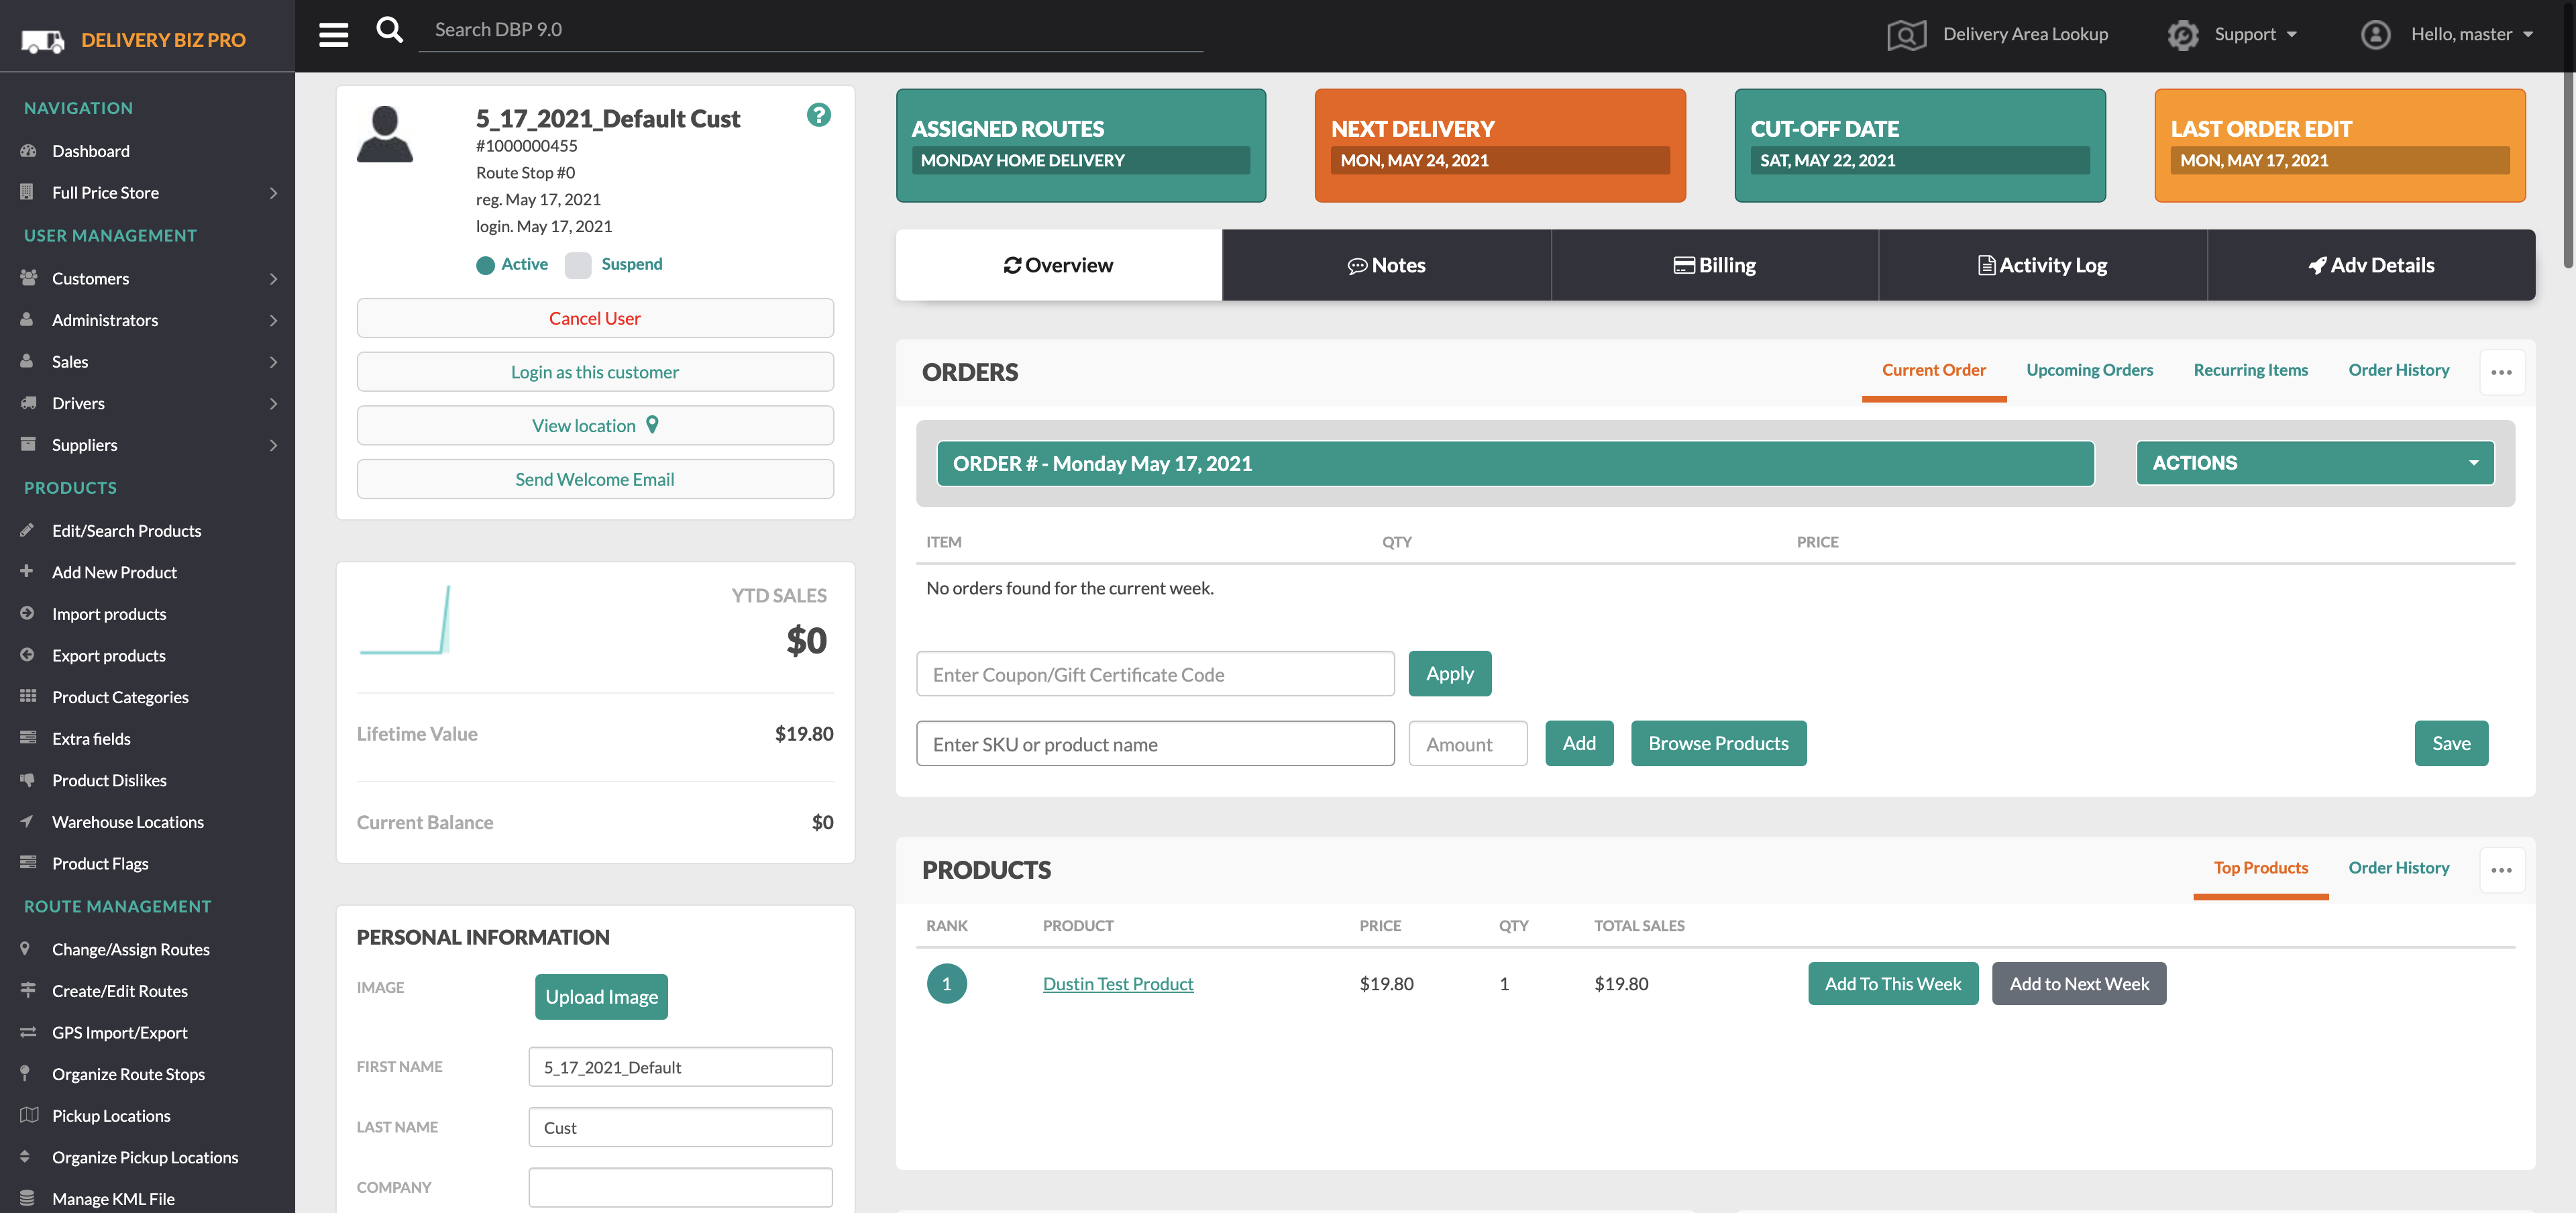 DELIVERY BIZ PRO
Search DBP 9.0
Delivery Area Lookup
Support
Hello, master
NAVIGATION
Dashboard
Full Price Store
USER MANAGEMENT
Customers
Administrators
Sales
Drivers
Suppliers
PRODUCTS
Edit/Search Products
Add New Product
Import products
Export products
Product Categories
Extra fields
Product Dislikes
Warehouse Locations
Product Flags
ROUTE MANAGEMENT
Change/Assign Routes
Create/Edit Routes
GPS Import/Export
Organize Route Stops
Pickup Locations
Organize Pickup Locations
Manage KML File
5_17_2021_Default Cust
?
#1000000455
Route Stop #0
reg. May 17, 2021
login. May 17, 2021
Active Suspend
Cancel User
Login as this customer
View location
Send Welcome Email
YTD SALES
$0
Lifetime Value $19.80
Current Balance $0
PERSONAL INFORMATION
IMAGE Upload Image
FIRST NAME 5_17_2021_Default
LAST NAME Cust
COMPANY
ASSIGNED ROUTES
MONDAY HOME DELIVERY
NEXT DELIVERY
MON, MAY 24, 2021
CUT-OFF DATE
SAT, MAY 22, 2021
LAST ORDER EDIT
MON, MAY 17, 2021
Overview Notes Billing Activity Log Adv Details
ORDERS Current Order Upcoming Orders Recurring Items Order History ...
ORDER # - Monday May 17, 2021 ACTIONS
ITEM QTY PRICE
No orders found for the current week.
Enter Coupon/Gift Certificate Code Apply
Enter SKU or product name Amount Add Browse Products Save
PRODUCTS Top Products Order History ...
RANK PRODUCT PRICE QTY TOTAL SALES
1 Dustin Test Product $19.80 1 $19.80 Add To This Week Add to Next Week